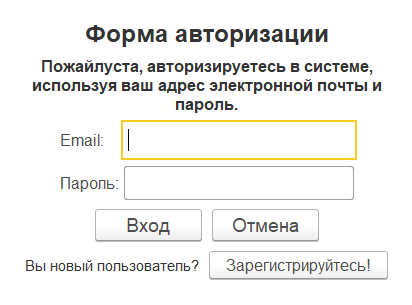 Форма авторизации
Пожайлуста, авторизируетесь в системе,
используя ваш адрес электронной почты и
пароль.
Email:
Пароль:
Вход Отмена
Вы новый пользователь? Зарегистрируйтесь!